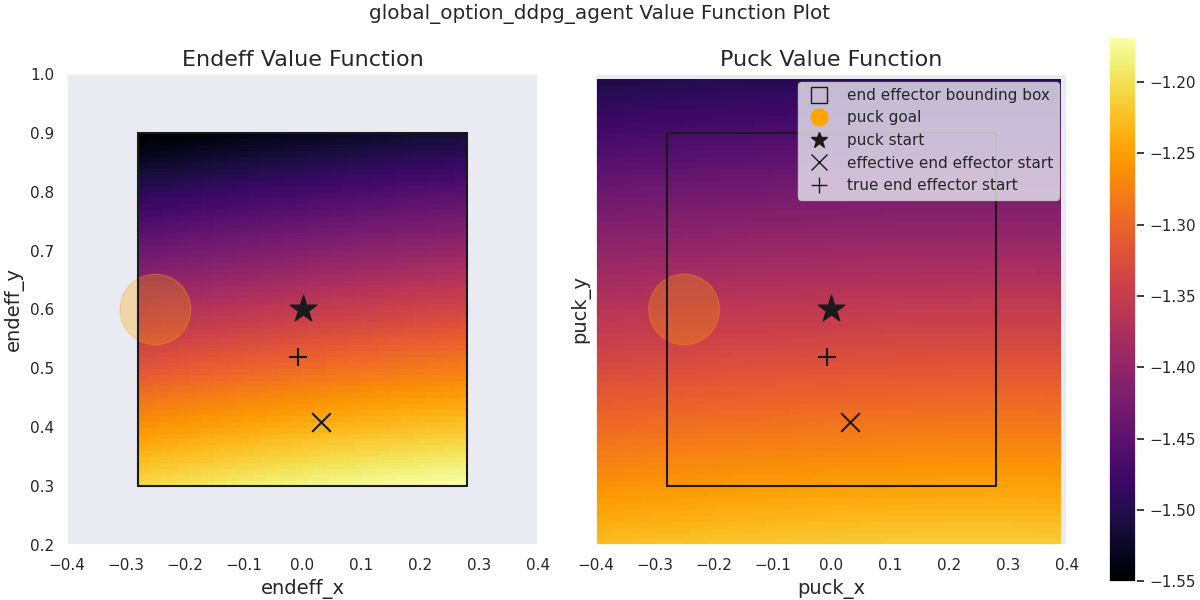 global_option_ddpg_agent Value Function Plot
Endeff Value Function
endeff_y
1.0
0.9
0.8
0.7
0.6
0.5
0.4
0.3
0.2
−0.4 −0.3 −0.2 −0.1 0.0 0.1 0.2 0.3 0.4
endeff_x
Puck Value Function
end effector bounding box
puck goal
puck start
effective end effector start
true end effector start
puck_y
−0.4 −0.3 −0.2 −0.1 0.0 0.1 0.2 0.3 0.4
puck_x
−1.20
−1.25
−1.30
−1.35
−1.40
−1.45
−1.50
−1.55